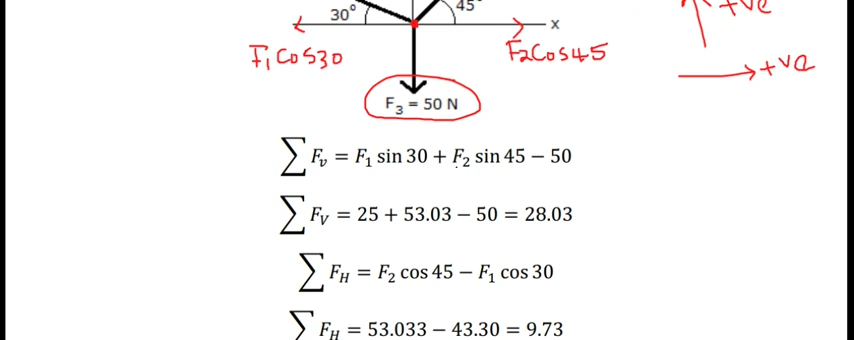 30° 45°
+ve
x
F₁Cos30 F₂Cos45
+ve
F₃ = 50 N
∑ Fᵥ = F₁ sin 30 + F₂ sin 45 − 50
∑ F_V = 25 + 53.03 − 50 = 28.03
∑ F_H = F₂ cos 45 − F₁ cos 30
∑ F_H = 53.033 − 43.30 = 9.73